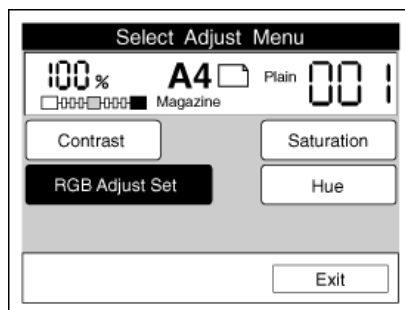 Select Adjust Menu
100 % A4 Plain 001
Magazine
Contrast Saturation
RGB Adjust Set Hue
Exit